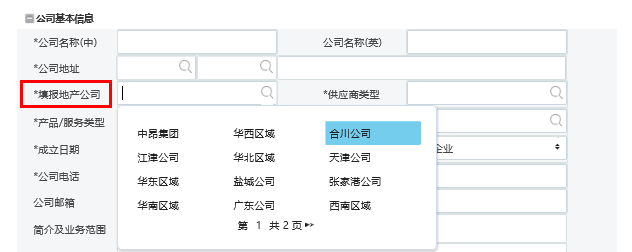 公司基本信息
*公司名称(中) 公司名称(英)
*公司地址
*填报地产公司 *供应商类型
*产品/服务类型
中昂集团 华西区域 合川公司
*成立日期 企业
江津公司 华北区域 天津公司
*公司电话
华东区域 盐城公司 张家港公司
公司邮箱
华南区域 广东公司 西南区域
简介及业务范围
第 1 共 2 页